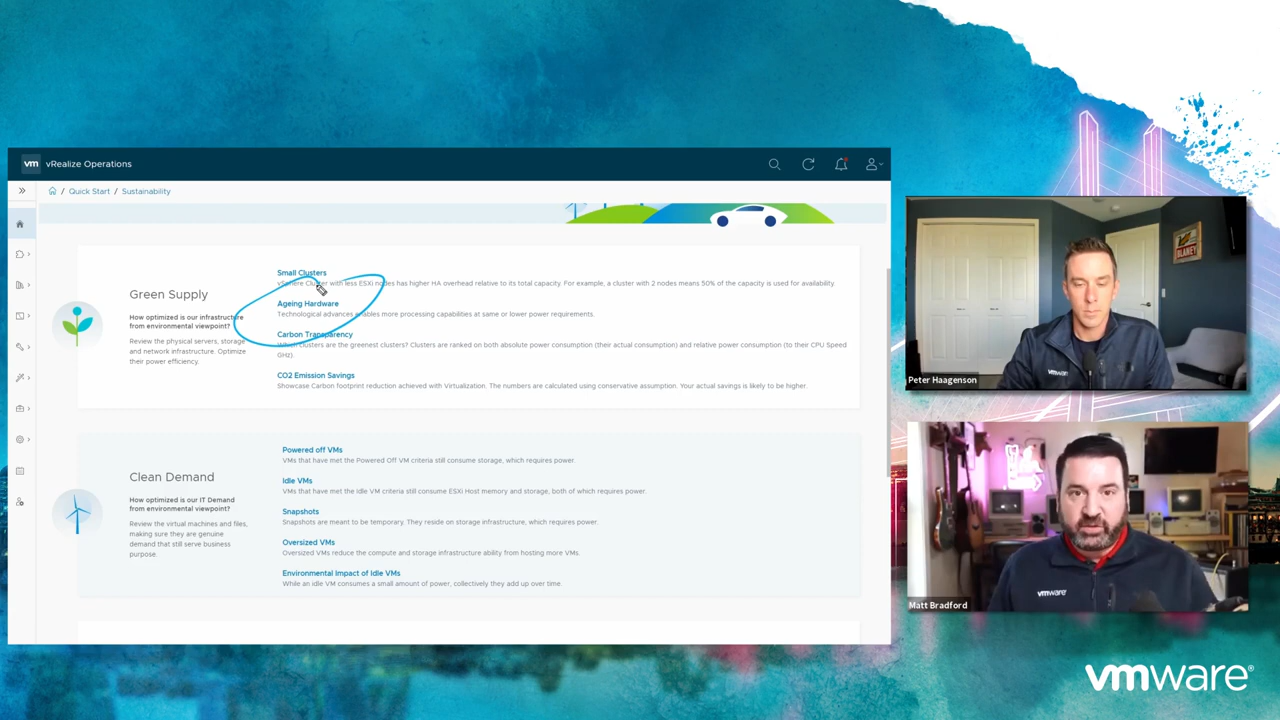 vm vRealize Operations
/ Quick Start / Sustainability
Green Supply
How optimized is our infrastructure
from environmental viewpoint?
Review the physical servers, storage
and network infrastructure. Optimize
their power efficiency.
Small Clusters
vSphere Cluster with less ESXi nodes has higher HA overhead relative to its total capacity. For example, a cluster with 2 nodes means 50% of the capacity is used for availability.
Ageing Hardware
Technological advances enables more processing capabilities at same or lower power requirements.
Carbon Transparency
Which clusters are the greenest clusters? Clusters are ranked on both absolute power consumption (their actual consumption) and relative power consumption (to their CPU Speed
GHz)
CO2 Emission Savings
Showcase Carbon footprint reduction achieved with Virtualization. The numbers are calculated using conservative assumption. Your actual savings is likely to be higher.
Clean Demand
How optimized is our IT Demand
from environmental viewpoint?
Review the virtual machines and files,
making sure they are genuine
demand that still serve business
purpose.
Powered off VMs
VMs that have met the Powered Off VM criteria still consume storage, which requires power.
Idle VMs
VMs that have met the Idle VM criteria still consume ESXi Host memory and storage, both of which requires power.
Snapshots
Snapshots are meant to be temporary. They reside on storage infrastructure, which requires power.
Oversized VMs
Oversized VMs reduce the compute and storage infrastructure ability from hosting more VMs.
Environmental Impact of Idle VMs
While an idle VM consumes a small amount of power, collectively they add up over time.
BLANEY
vmware
Peter Haagenson
vmware
Matt Bradford
vmware®